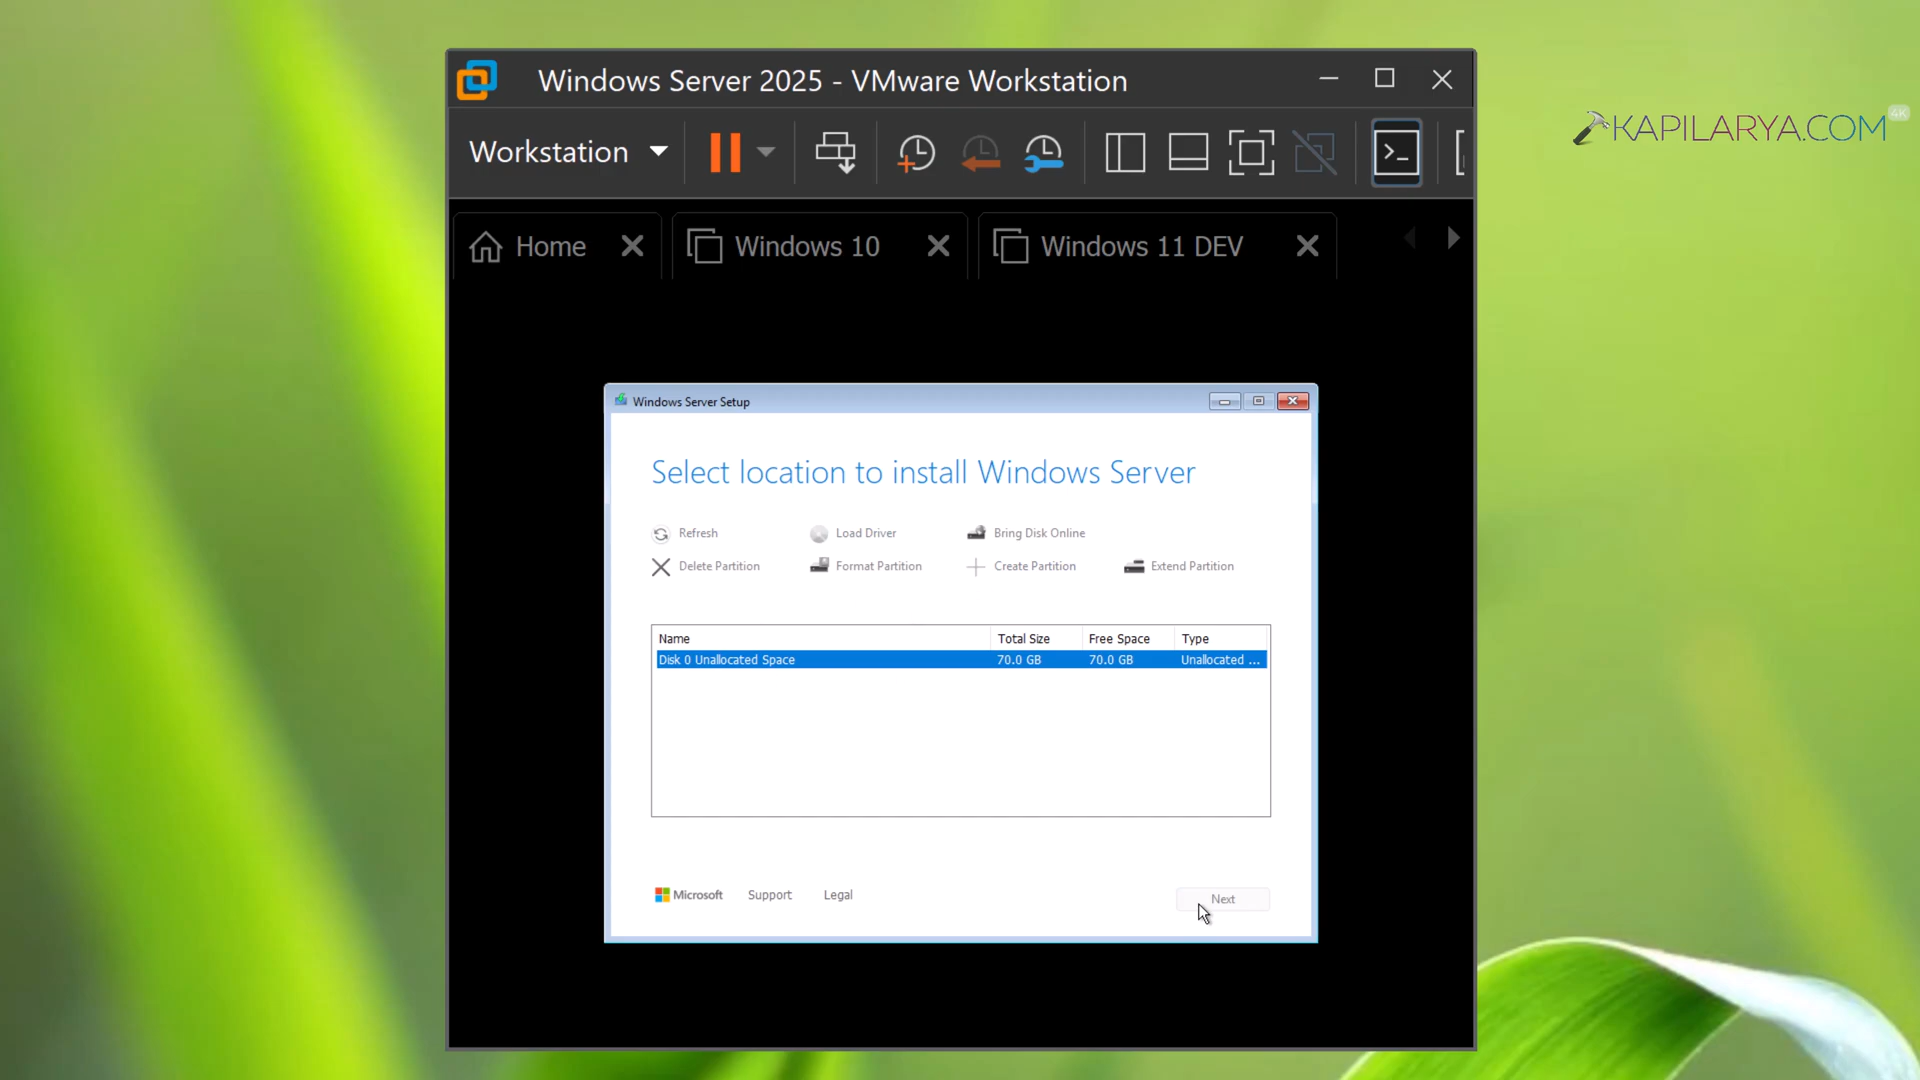 Windows Server 2025 - VMware Workstation
KAPILARYA.COM
4K
Workstation
Home
Windows 10
Windows 11 DEV
Windows Server Setup
Select location to install Windows Server
Refresh
Load Driver
Bring Disk Online
Delete Partition
Format Partition
Create Partition
Extend Partition
Name Total Size Free Space Type
Disk 0 Unallocated Space 70.0 GB 70.0 GB Unallocated ...
Microsoft
Support
Legal
Next